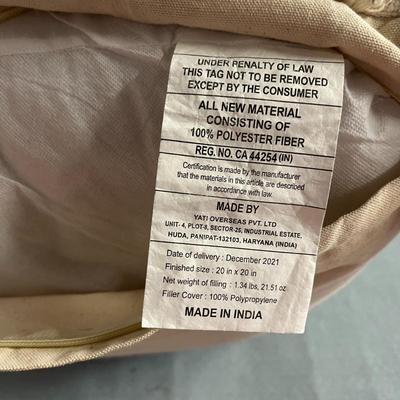 UNDER PENALTY OF LAW
THIS TAG NOT TO BE REMOVED
EXCEPT BY THE CONSUMER
ALL NEW MATERIAL
CONSISTING OF
100% POLYESTER FIBER
REG. NO. CA 44254 (IN)
Certification is made by the manufacturer
that the materials in this article are described
in accordance with law.
MADE BY
YATI OVERSEAS PVT. LTD
UNIT- 4, PLOT-8, SECTOR-25, INDUSTRIAL ESTATE,
HUDA, PANIPAT-132103, HARYANA (INDIA)
Date of delivery : December 2021
Finished size : 20 in x 20 in
Net weight of filling : 1.34 lbs, 21.51 oz
Filler Cover : 100% Polypropylene
MADE IN INDIA